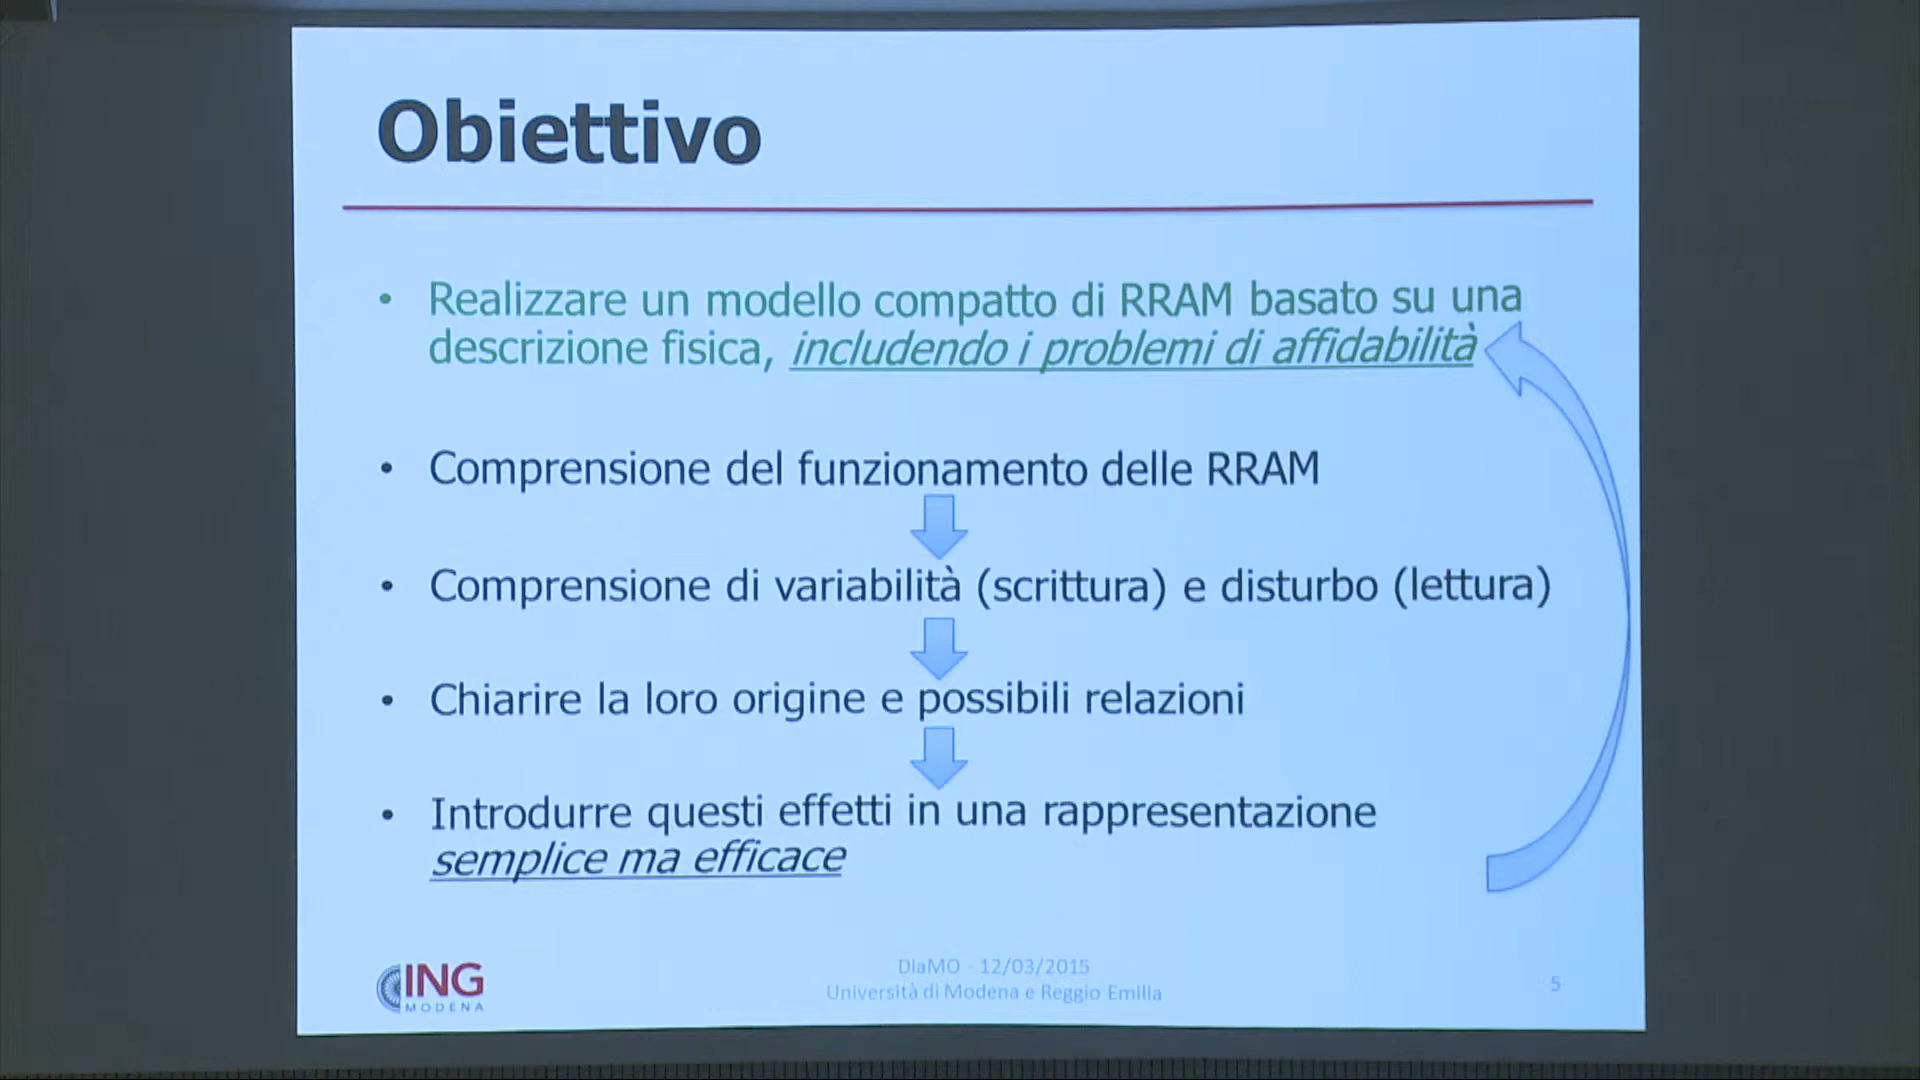 Obiettivo
• Realizzare un modello compatto di RRAM basato su una
descrizione fisica, includendo i problemi di affidabilità
• Comprensione del funzionamento delle RRAM
• Comprensione di variabilità (scrittura) e disturbo (lettura)
• Chiarire la loro origine e possibili relazioni
• Introdurre questi effetti in una rappresentazione
semplice ma efficace
ING
MODENA
DIaMO - 12/03/2015
Università di Modena e Reggio Emilia
5